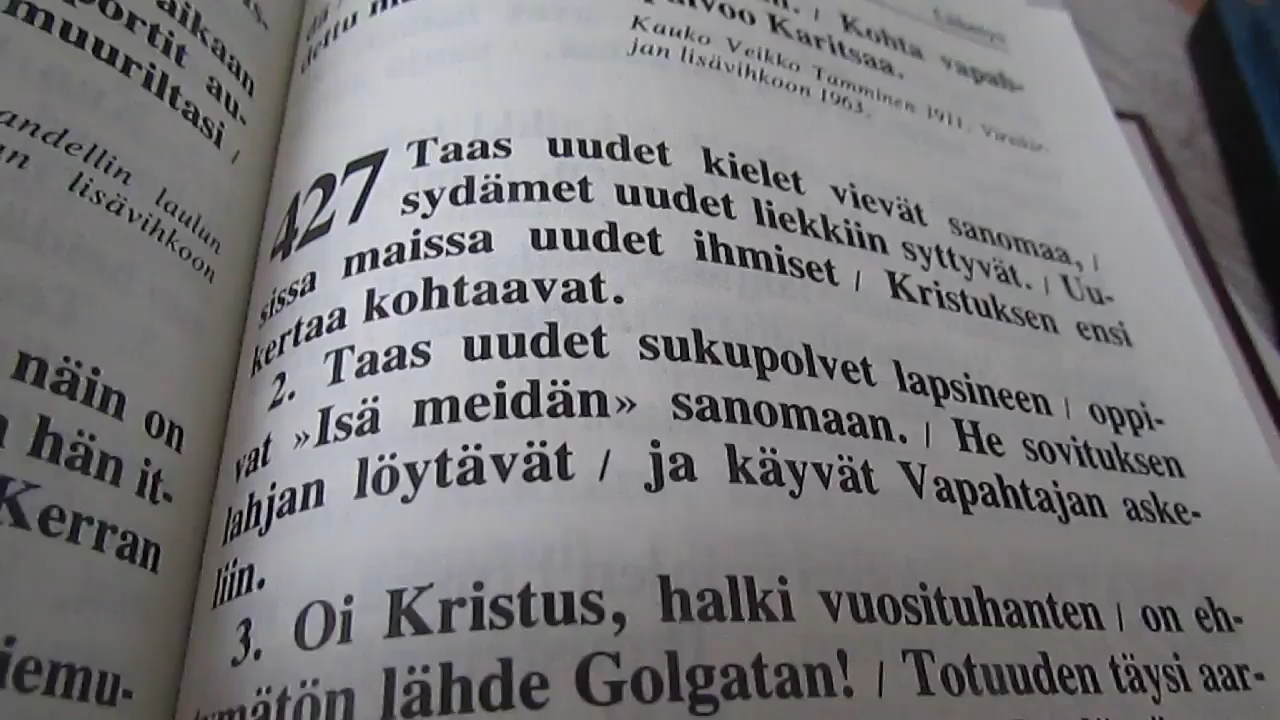 aikaan
portit au-
muuriltasi /
andellin laulun
lisävihkoon
näin on
hän it-
Kerran
iemu-
/ Kohta vapah-
Karitsaa.
Kauko Veikko Tamminen 1911.
jan lisävihkoon 1963.
427 Taas uudet kielet vievät sanomaa, /
sydämet uudet liekkiin syttyvät. / Uu-
sissa maissa uudet ihmiset / Kristuksen ensi
kertaa kohtaavat.
2. Taas uudet sukupolvet lapsineen / oppi-
vat »Isä meidän» sanomaan. / He sovituksen
lahjan löytävät / ja käyvät Vapahtajan aske-
liin.
3. Oi Kristus, halki vuosituhanten / on eh-
mätön lähde Golgatan! / Totuuden täysi aar-